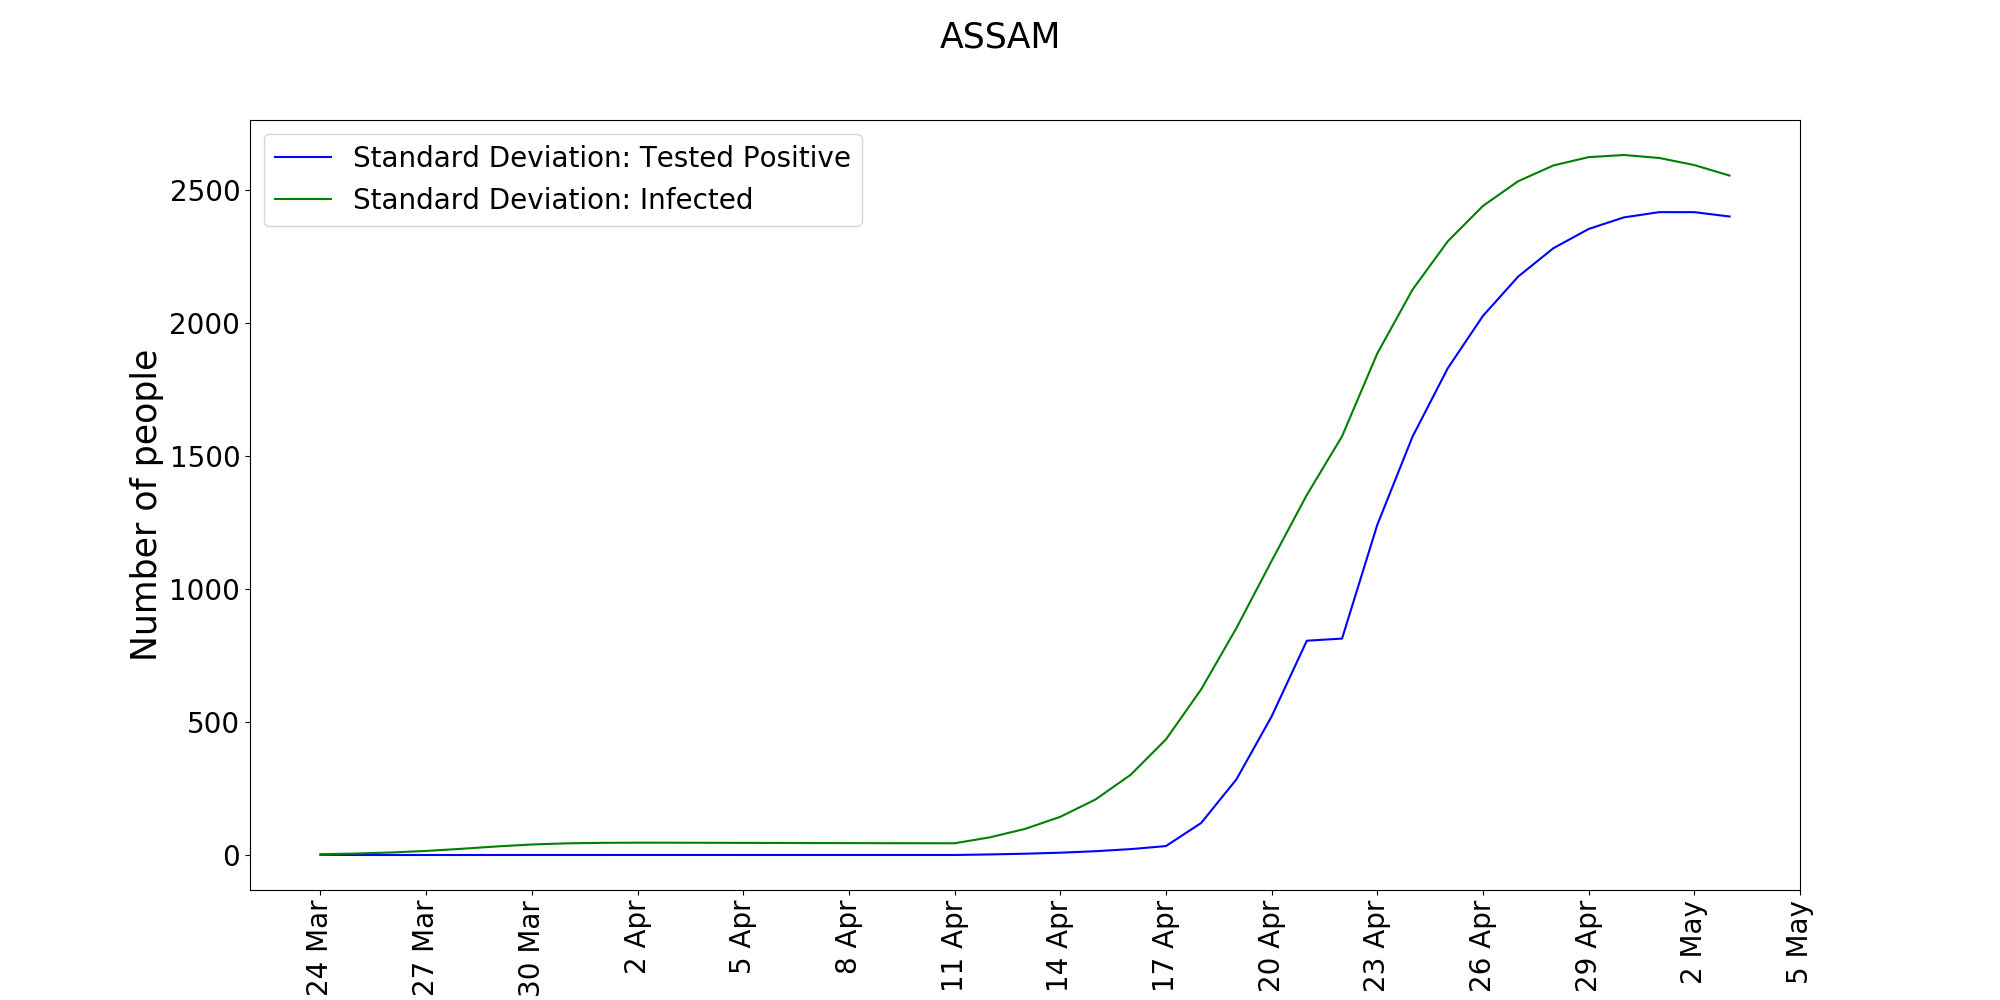 ASSAM
Standard Deviation: Tested Positive
Standard Deviation: Infected
Number of people
2500
2000
1500
1000
500
0
24 Mar
27 Mar
30 Mar
2 Apr
5 Apr
8 Apr
11 Apr
14 Apr
17 Apr
20 Apr
23 Apr
26 Apr
29 Apr
2 May
5 May